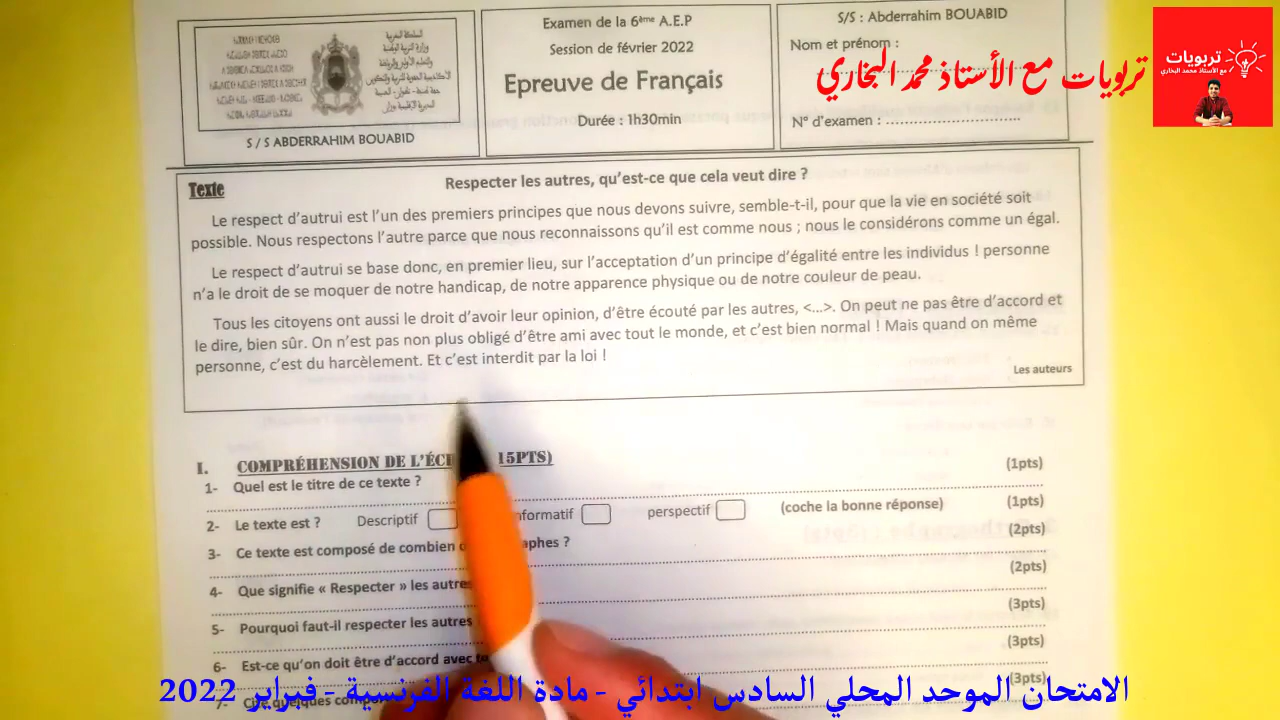 Examen de la 6ème A.E.P
Session de février 2022
Epreuve de Français
Durée : 1h30min
S / S ABDERRAHIM BOUABID
S/S : Abderrahim BOUABID
Nom et prénom :
N° d'examen : ..............................
تربويات مع الأستاذ محمد البخاري
تربويات
مع الأستاذ محمد البخاري
Texte
Respecter les autres, qu'est-ce que cela veut dire ?
Le respect d'autrui est l'un des premiers principes que nous devons suivre, semble-t-il, pour que la vie en société soit
possible. Nous respectons l'autre parce que nous reconnaissons qu'il est comme nous ; nous le considérons comme un égal.
Le respect d'autrui se base donc, en premier lieu, sur l'acceptation d'un principe d'égalité entre les individus ! personne
n'a le droit de se moquer de notre handicap, de notre apparence physique ou de notre couleur de peau.
Tous les citoyens ont aussi le droit d'avoir leur opinion, d'être écouté par les autres, <...>. On peut ne pas être d'accord et
le dire, bien sûr. On n'est pas non plus obligé d'être ami avec tout le monde, et c'est bien normal ! Mais quand on même
personne, c'est du harcèlement. Et c'est interdit par la loi !
Les auteurs
I. COMPRÉHENSION DE L'ÉC 15PTS)
1- Quel est le titre de ce texte ? (1pts)
2- Le texte est ? Descriptif nformatif perspectif (coche la bonne réponse) (1pts)
3- Ce texte est composé de combien aphes ? (2pts)
4- Que signifie « Respecter » les autre (2pts)
5- Pourquoi faut-il respecter les autres (3pts)
6- Est-ce qu'on doit être d'accord avec (3pts)
7- Cite quelques (3pts)
الامتحان الموحد المحلي السادس ابتدائي - مادة اللغة الفرنسية - فبراير 2022